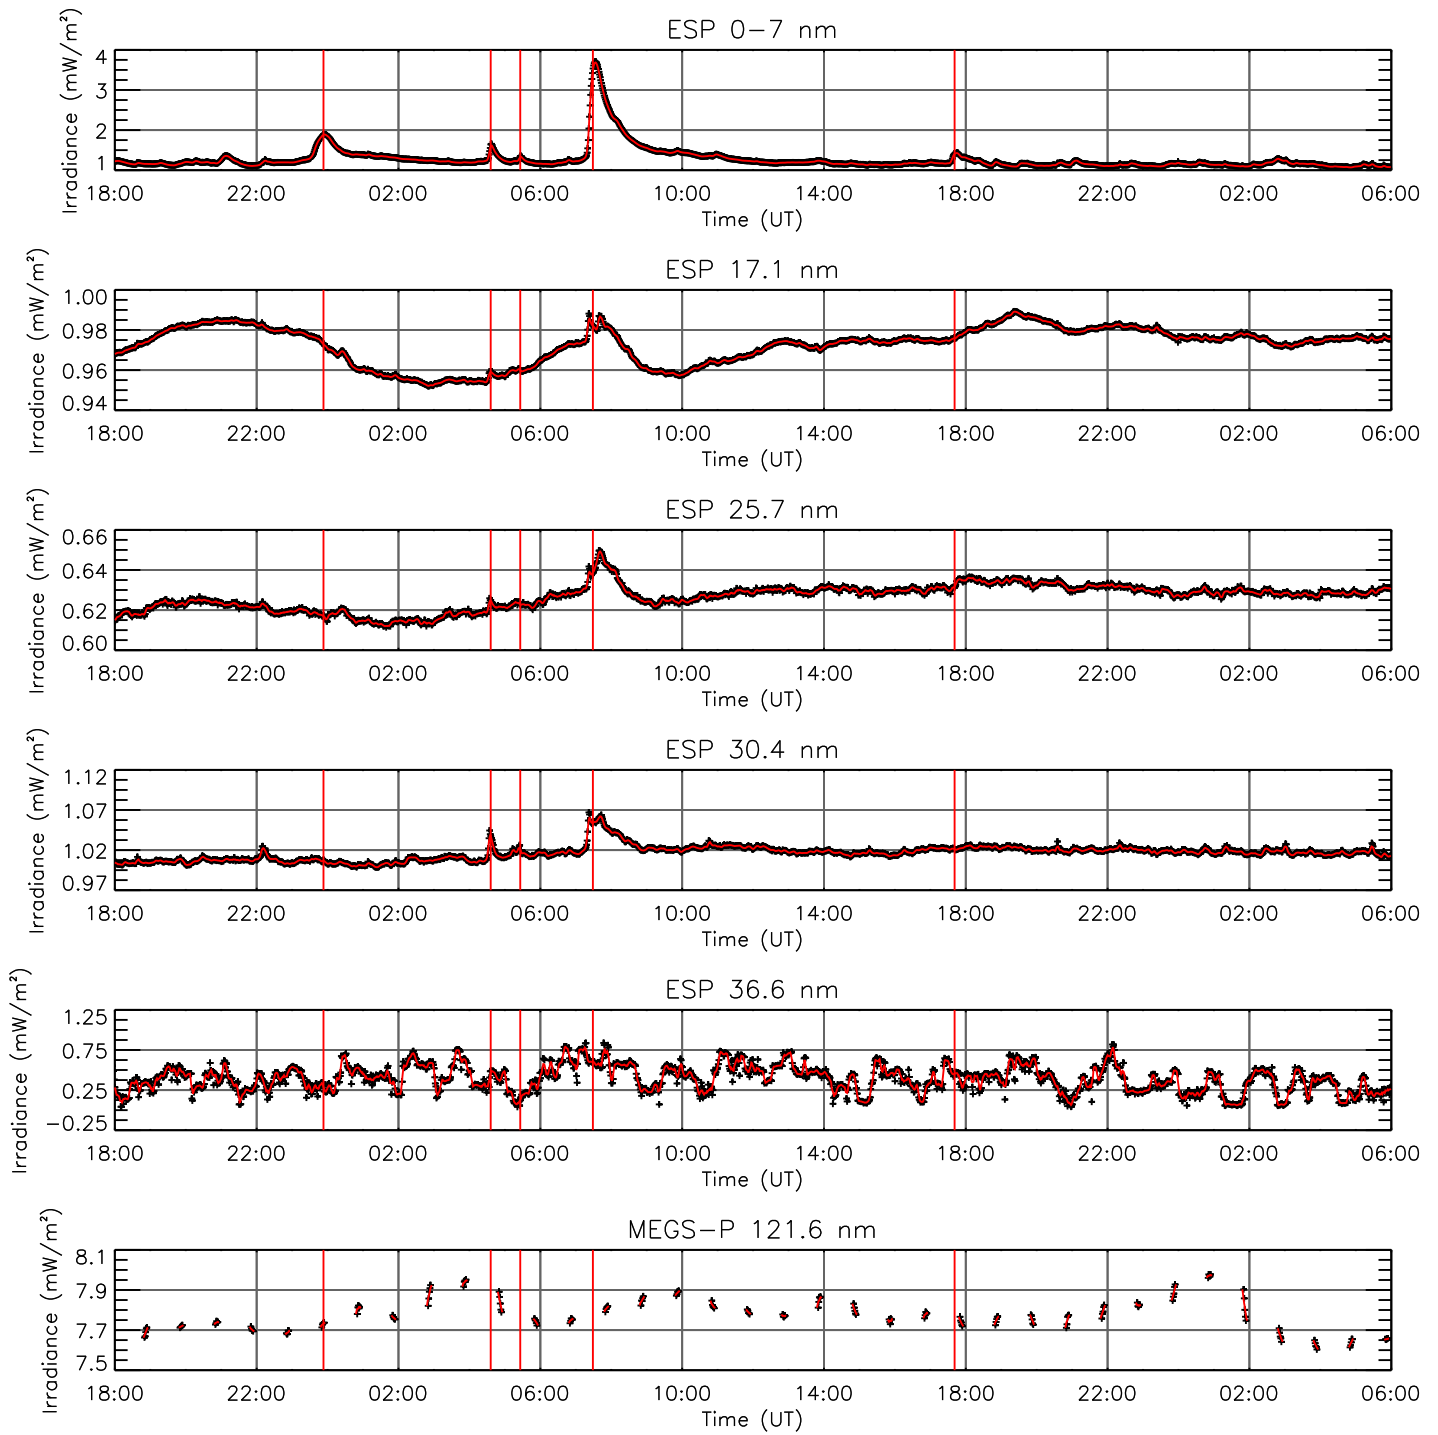 ESP 0-7 nm
Irradiance (mW/m²)
4
3
2
1
18:00 22:00 02:00 06:00 10:00 14:00 18:00 22:00 02:00 06:00
Time (UT)
ESP 17.1 nm
Irradiance (mW/m²)
1.00
0.98
0.96
0.94
18:00 22:00 02:00 06:00 10:00 14:00 18:00 22:00 02:00 06:00
Time (UT)
ESP 25.7 nm
Irradiance (mW/m²)
0.66
0.64
0.62
0.60
18:00 22:00 02:00 06:00 10:00 14:00 18:00 22:00 02:00 06:00
Time (UT)
ESP 30.4 nm
Irradiance (mW/m²)
1.12
1.07
1.02
0.97
18:00 22:00 02:00 06:00 10:00 14:00 18:00 22:00 02:00 06:00
Time (UT)
ESP 36.6 nm
Irradiance (mW/m²)
1.25
0.75
0.25
-0.25
18:00 22:00 02:00 06:00 10:00 14:00 18:00 22:00 02:00 06:00
Time (UT)
MEGS-P 121.6 nm
Irradiance (mW/m²)
8.1
7.9
7.7
7.5
18:00 22:00 02:00 06:00 10:00 14:00 18:00 22:00 02:00 06:00
Time (UT)